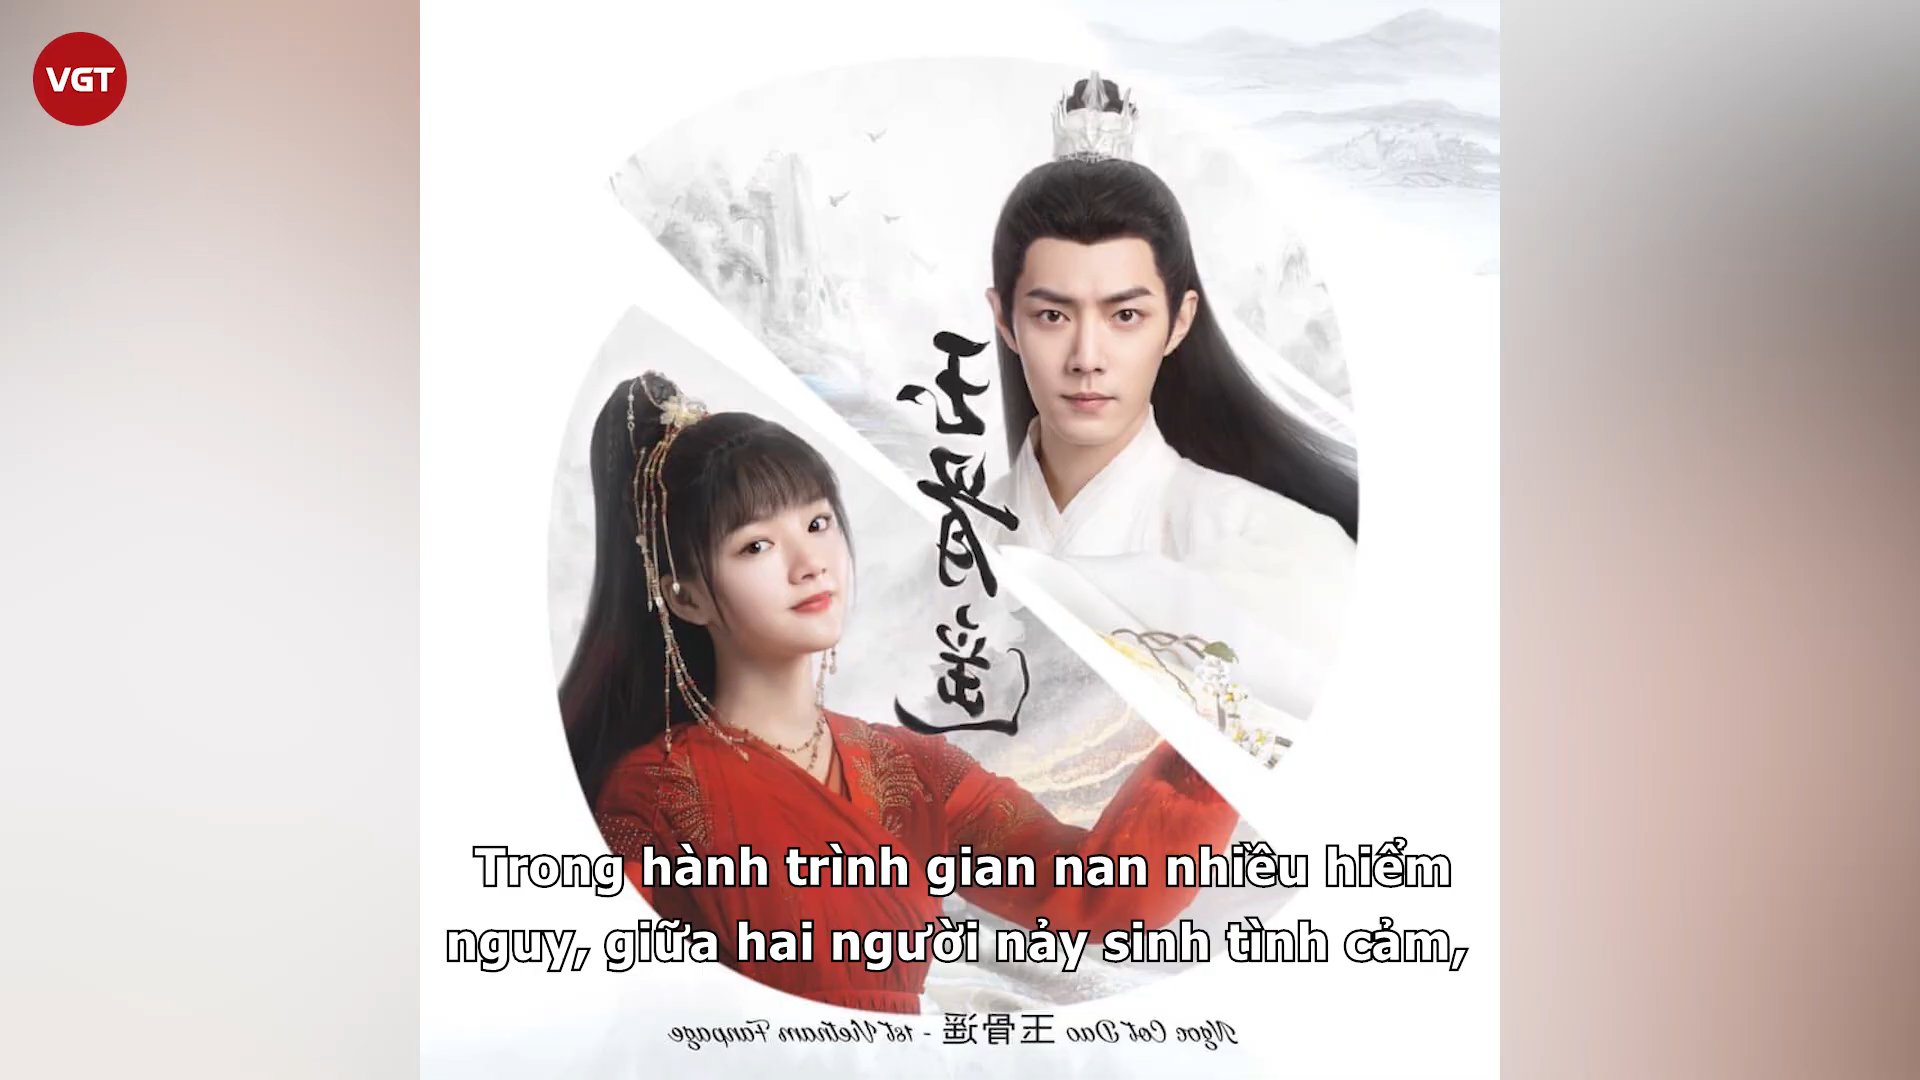 VGT
玉骨遥
Trong hành trình gian nan nhiều hiểm
nguy, giữa hai người nảy sinh tình cảm,
Ngọc Cốt Dao 玉骨遥 - 1st Vietnam Fanpage